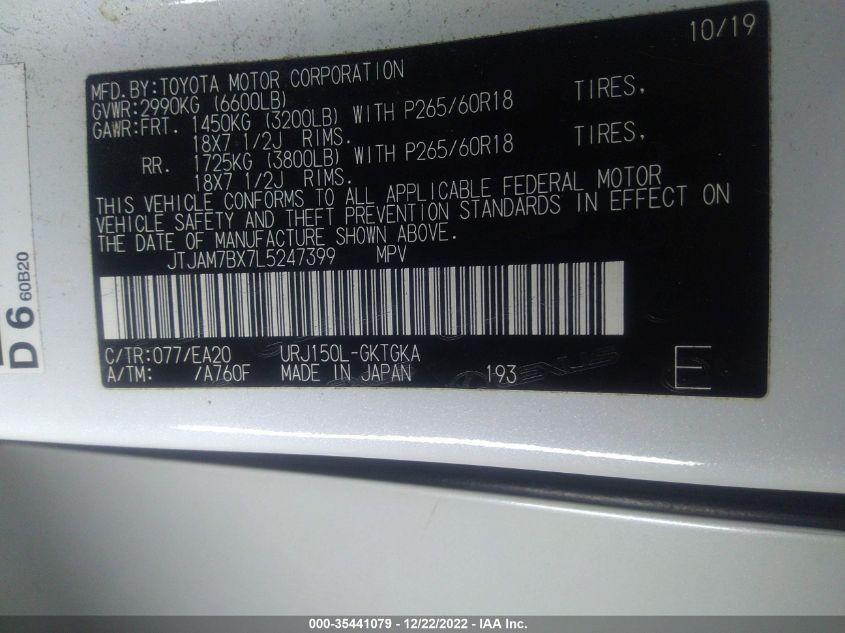 10/19
MFD.BY:TOYOTA MOTOR CORPORATION
GVWR:2990KG (6600LB)
GAWR:FRT. 1450KG (3200LB) WITH P265/60R18 TIRES,
18X7 1/2J RIMS.
RR. 1725KG (3800LB) WITH P265/60R18 TIRES,
18X7 1/2J RIMS.
THIS VEHICLE CONFORMS TO ALL APPLICABLE FEDERAL MOTOR
VEHICLE SAFETY AND THEFT PREVENTION STANDARDS IN EFFECT ON
THE DATE OF MANUFACTURE SHOWN ABOVE.
JTJAM7BX7L5247399 MPV
C/TR:077/EA20 URJ150L-GKTGKA
A/TM: /A760F MADE IN JAPAN 193 E
LEXUS
D 6 60B20
000-35441079 - 12/22/2022 - IAA Inc.